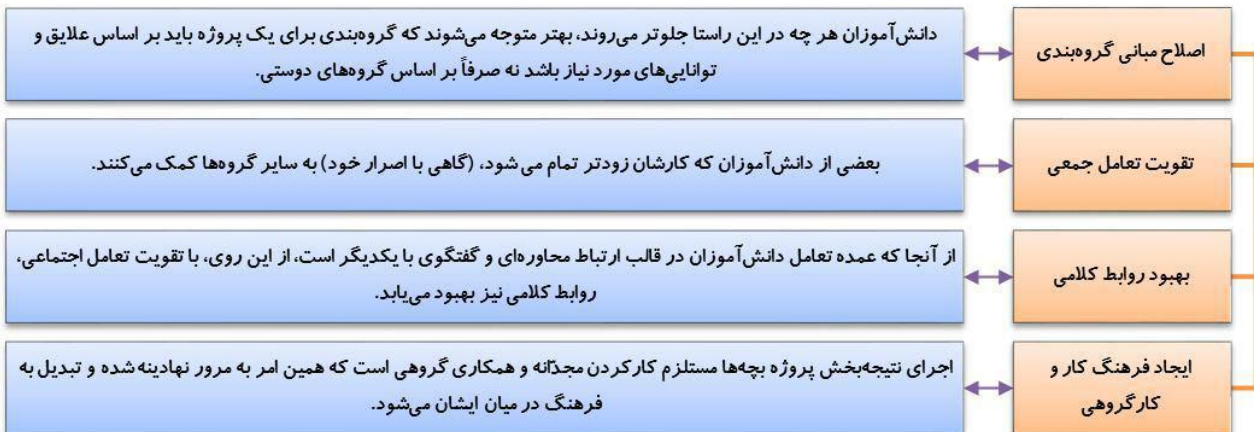 اصلاح مبانی گروه‌بندی
دانش‌آموزان هر چه در این راستا جلوتر می‌روند، بهتر متوجه می‌شوند که گروه‌بندی برای یک پروژه باید بر اساس علایق و
توانایی‌های مورد نیاز باشد نه صرفاً بر اساس گروه‌های دوستی.
تقویت تعامل جمعی
بعضی از دانش‌آموزان که کارشان زودتر تمام می‌شود، (گاهی با اصرار خود) به سایر گروه‌ها کمک می‌کنند.
بهبود روابط کلامی
از آنجا که عمده تعامل دانش‌آموزان در قالب ارتباط محاوره‌ای و گفتگوی با یکدیگر است، از این روی، با تقویت تعامل اجتماعی،
روابط کلامی نیز بهبود می‌یابد.
ایجاد فرهنگ کار و
کارگروهی
اجرای نتیجه‌بخش پروژه بچه‌ها مستلزم کارکردن مجدّانه و همکاری گروهی است که همین امر به مرور نهادینه شده و تبدیل به
فرهنگ در میان ایشان می‌شود.